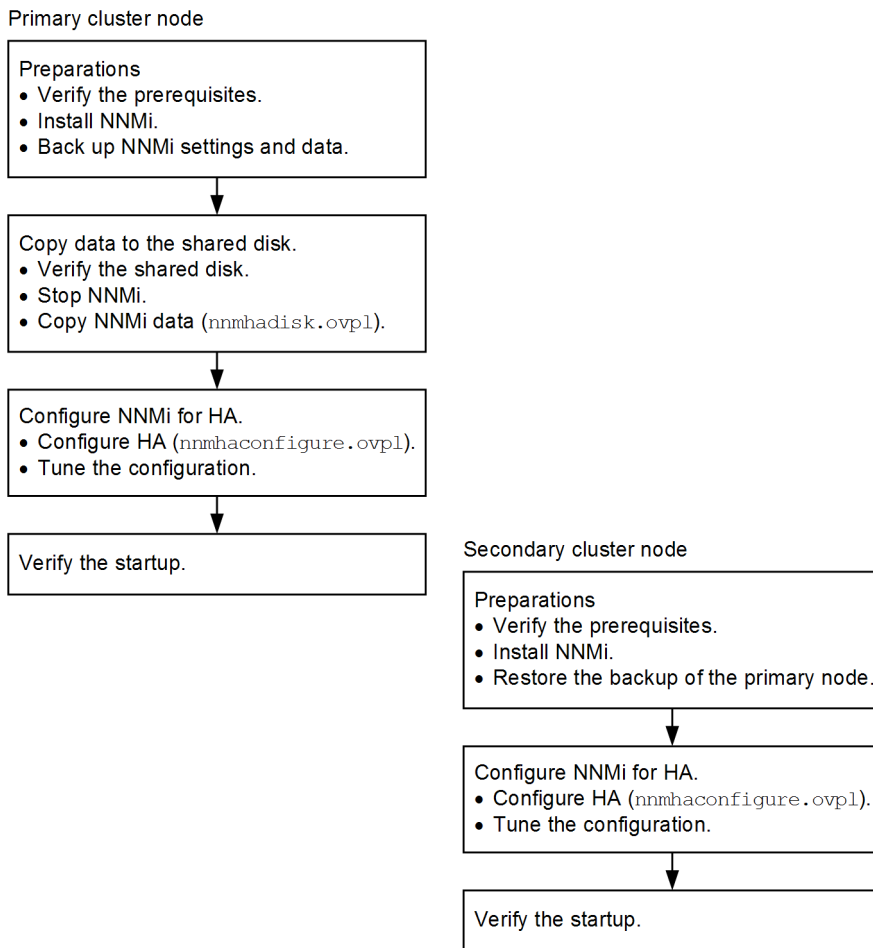 Primary cluster node
Preparations
• Verify the prerequisites.
• Install NNMi.
• Back up NNMi settings and data.
Copy data to the shared disk.
• Verify the shared disk.
• Stop NNMi.
• Copy NNMi data (nnmhadisk.ovpl).
Configure NNMi for HA.
• Configure HA (nnmhaconfigure.ovpl).
• Tune the configuration.
Verify the startup.
Secondary cluster node
Preparations
• Verify the prerequisites.
• Install NNMi.
• Restore the backup of the primary node.
Configure NNMi for HA.
• Configure HA (nnmhaconfigure.ovpl).
• Tune the configuration.
Verify the startup.